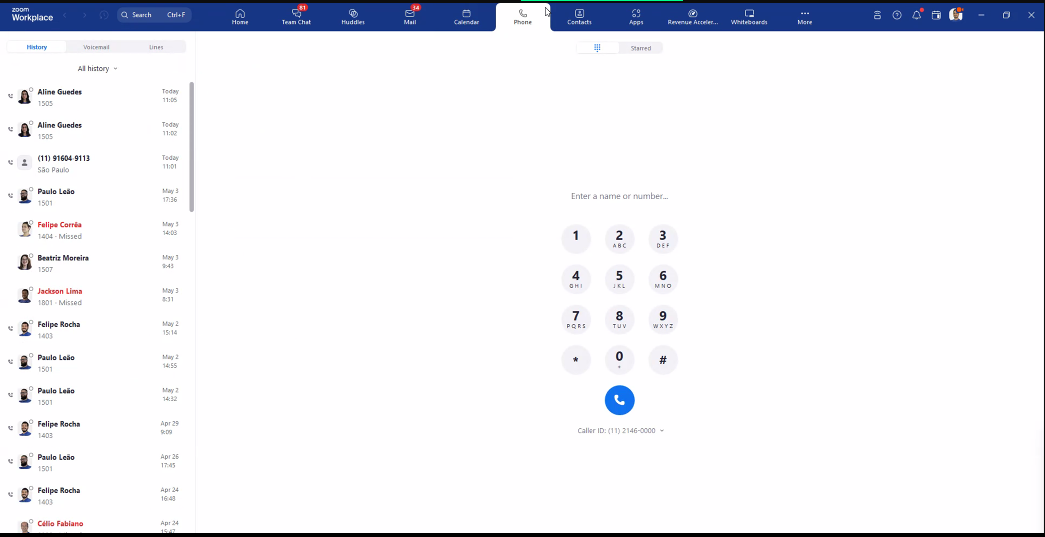 zoom
Workplace
Search Ctrl+F
Home
81
Team Chat
Huddles
34
Mail
Calendar
Phone
Contacts
Apps
Revenue Acceler...
Whiteboards
More
History Voicemail Lines
All history
Starred
Aline Guedes Today
1505 11:05
Aline Guedes Today
1505 11:02
(11) 91604-9113 Today
São Paulo 11:01
Paulo Leão May 3
1501 17:36
Felipe Corrêa May 3
1404 - Missed 14:03
Beatriz Moreira May 3
1507 9:43
Jackson Lima May 3
1801 - Missed 8:31
Felipe Rocha May 2
1403 15:14
Paulo Leão May 2
1501 14:55
Paulo Leão May 2
1501 14:32
Felipe Rocha Apr 29
1403 9:09
Paulo Leão Apr 26
1501 17:45
Felipe Rocha Apr 24
1403 16:48
Célio Fabiano Apr 24
15:47
Enter a name or number...
1 2 3
ABC DEF
4 5 6
GHI JKL MNO
7 8 9
PQRS TUV WXYZ
* 0 #
+
Caller ID: (11) 2146-0000